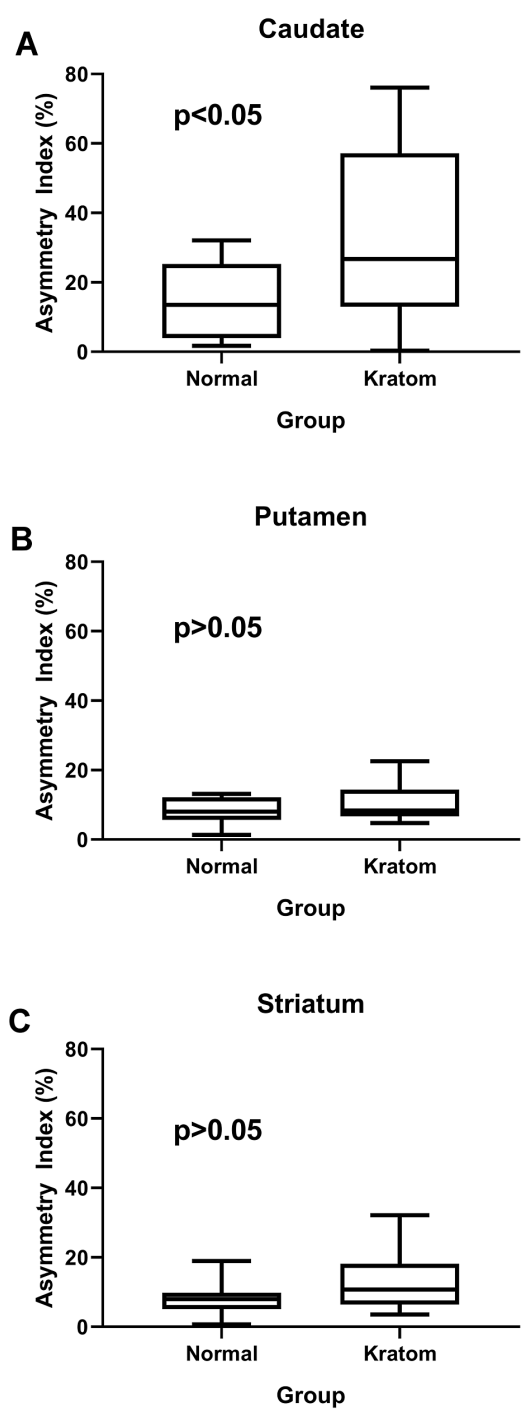 A
Caudate
Asymmetry Index (%)
80
60
40
20
0
p<0.05
Normal
Kratom
Group
B
Putamen
Asymmetry Index (%)
80
60
40
20
0
p>0.05
Normal
Kratom
Group
C
Striatum
Asymmetry Index (%)
80
60
40
20
0
p>0.05
Normal
Kratom
Group